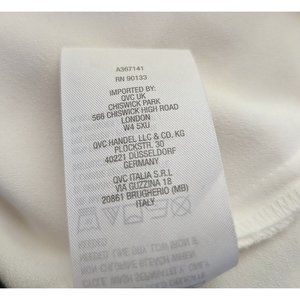 A367141
RN 90133
IMPORTED BY:
QVC UK
CHISWICK PARK
566 CHISWICK HIGH ROAD
LONDON
W4 5XU
QVC HANDEL LLC & CO. KG
PLOCKSTR. 30
40221 DÜSSELDORF
GERMANY
QVC ITALIA S.R.L
VIA GUZZINA 18
20861 BRUGHERIO (MB)
ITALY